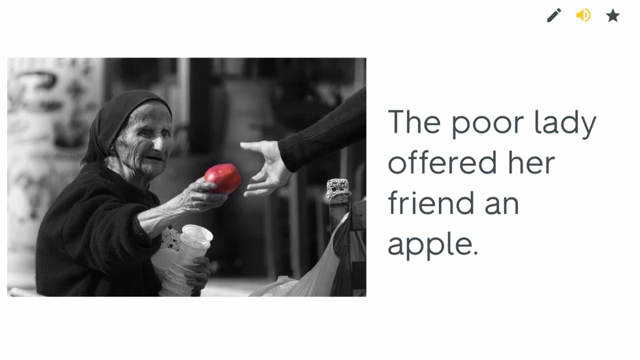 The poor lady
offered her
friend an
apple.